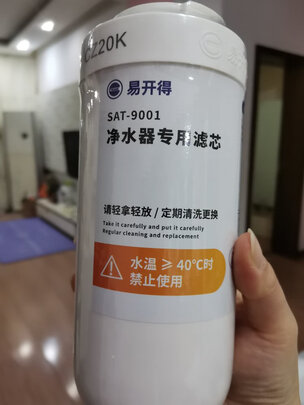 CZ20K
易开得
SAT-9001
净水器专用滤芯
请轻拿轻放 / 定期清洗更换
Take it carefully and put it carefully
Regular cleaning and replacement
水温 ≥ 40℃时
禁止使用